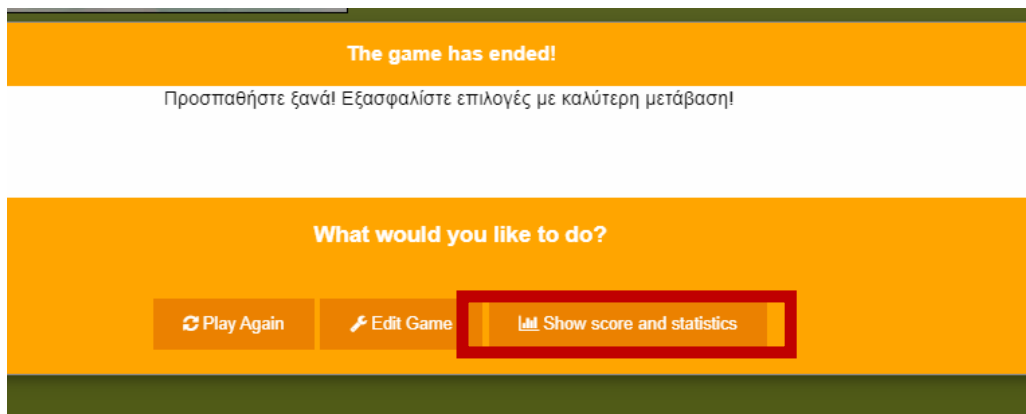 The game has ended!
Προσπαθήστε ξανά! Εξασφαλίστε επιλογές με καλύτερη μετάβαση!
What would you like to do?
Play Again Edit Game Show score and statistics